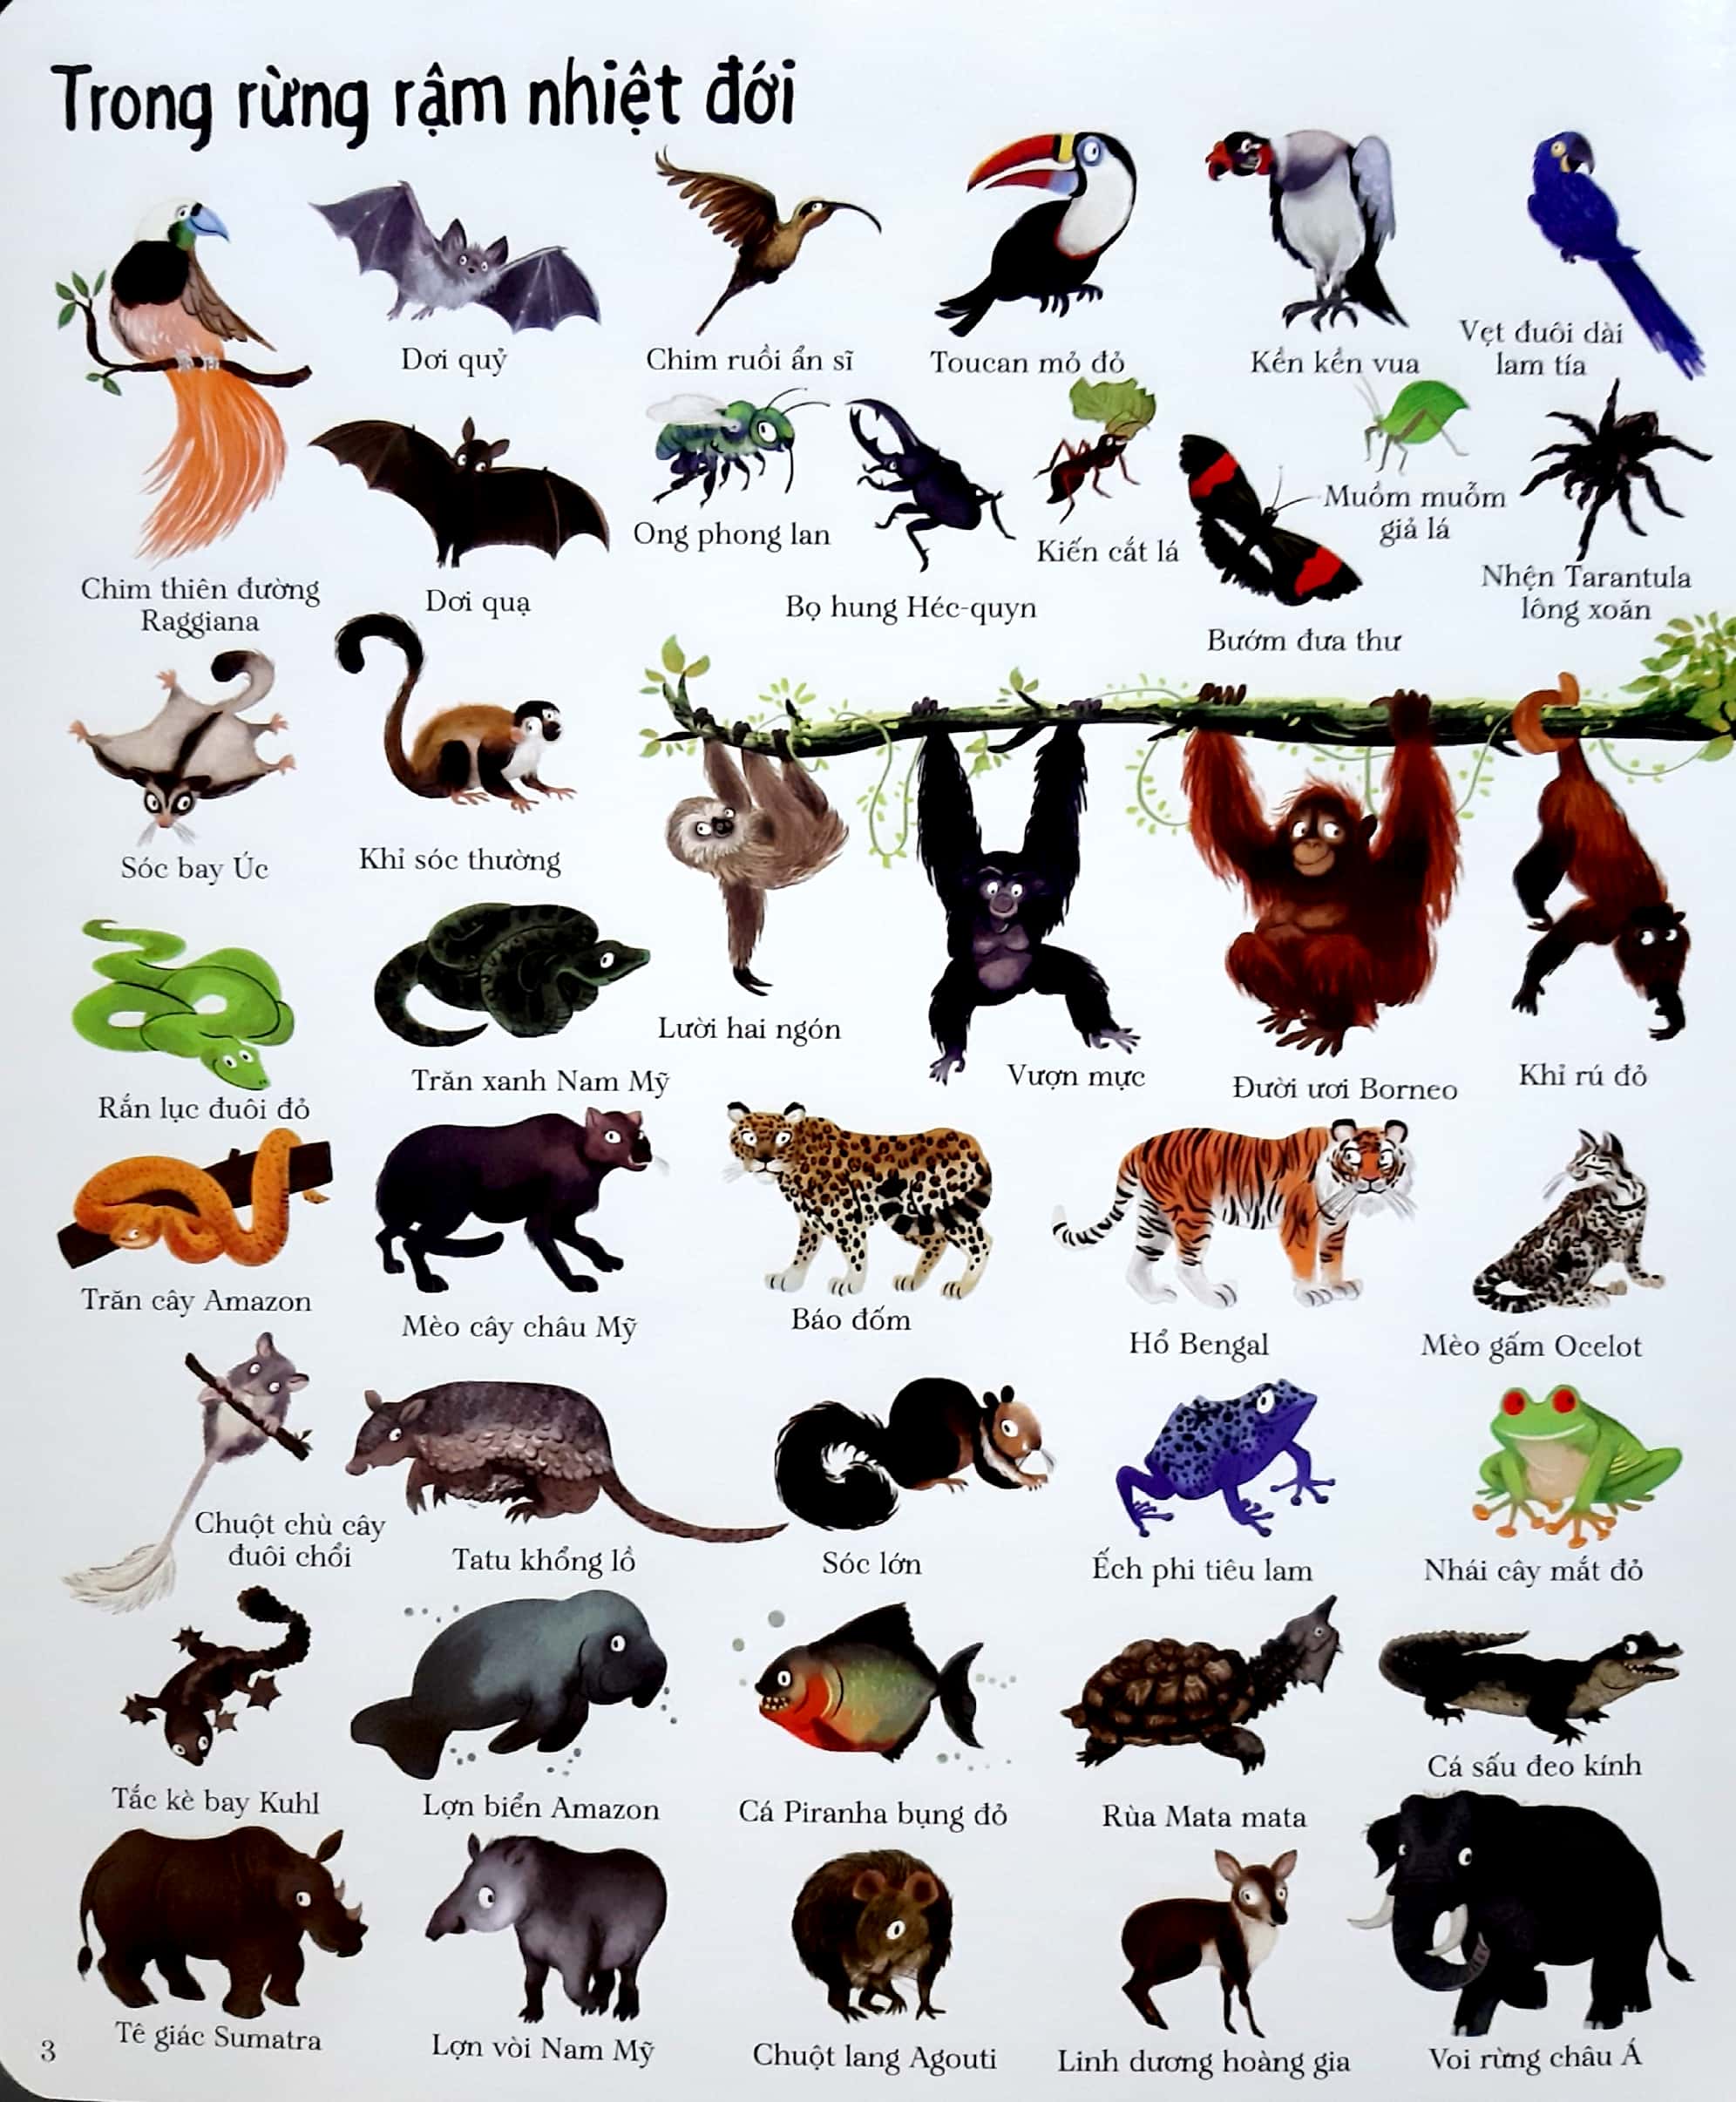 Trong rừng rậm nhiệt đới
Dơi quỷ
Chim ruồi ẩn sĩ
Toucan mỏ đỏ
Kền kền vua
Vẹt đuôi dài
lam tía
Chim thiên đường
Raggiana
Dơi quạ
Ong phong lan
Bọ hung Héc-quyn
Kiến cắt lá
Bướm đưa thư
Muồm muỗm
giả lá
Nhện Tarantula
lông xoăn
Sóc bay Úc
Khỉ sóc thường
Lười hai ngón
Vượn mực
Đười ươi Borneo
Khỉ rú đỏ
Rắn lục đuôi đỏ
Trăn xanh Nam Mỹ
Trăn cây Amazon
Mèo cây châu Mỹ
Báo đốm
Hổ Bengal
Mèo gấm Ocelot
Chuột chù cây
đuôi chổi
Tatu khổng lồ
Sóc lớn
Ếch phi tiêu lam
Nhái cây mắt đỏ
Tắc kè bay Kuhl
Lợn biển Amazon
Cá Piranha bụng đỏ
Rùa Mata mata
Cá sấu đeo kính
Tê giác Sumatra
Lợn vòi Nam Mỹ
Chuột lang Agouti
Linh dương hoàng gia
Voi rừng châu Á
3